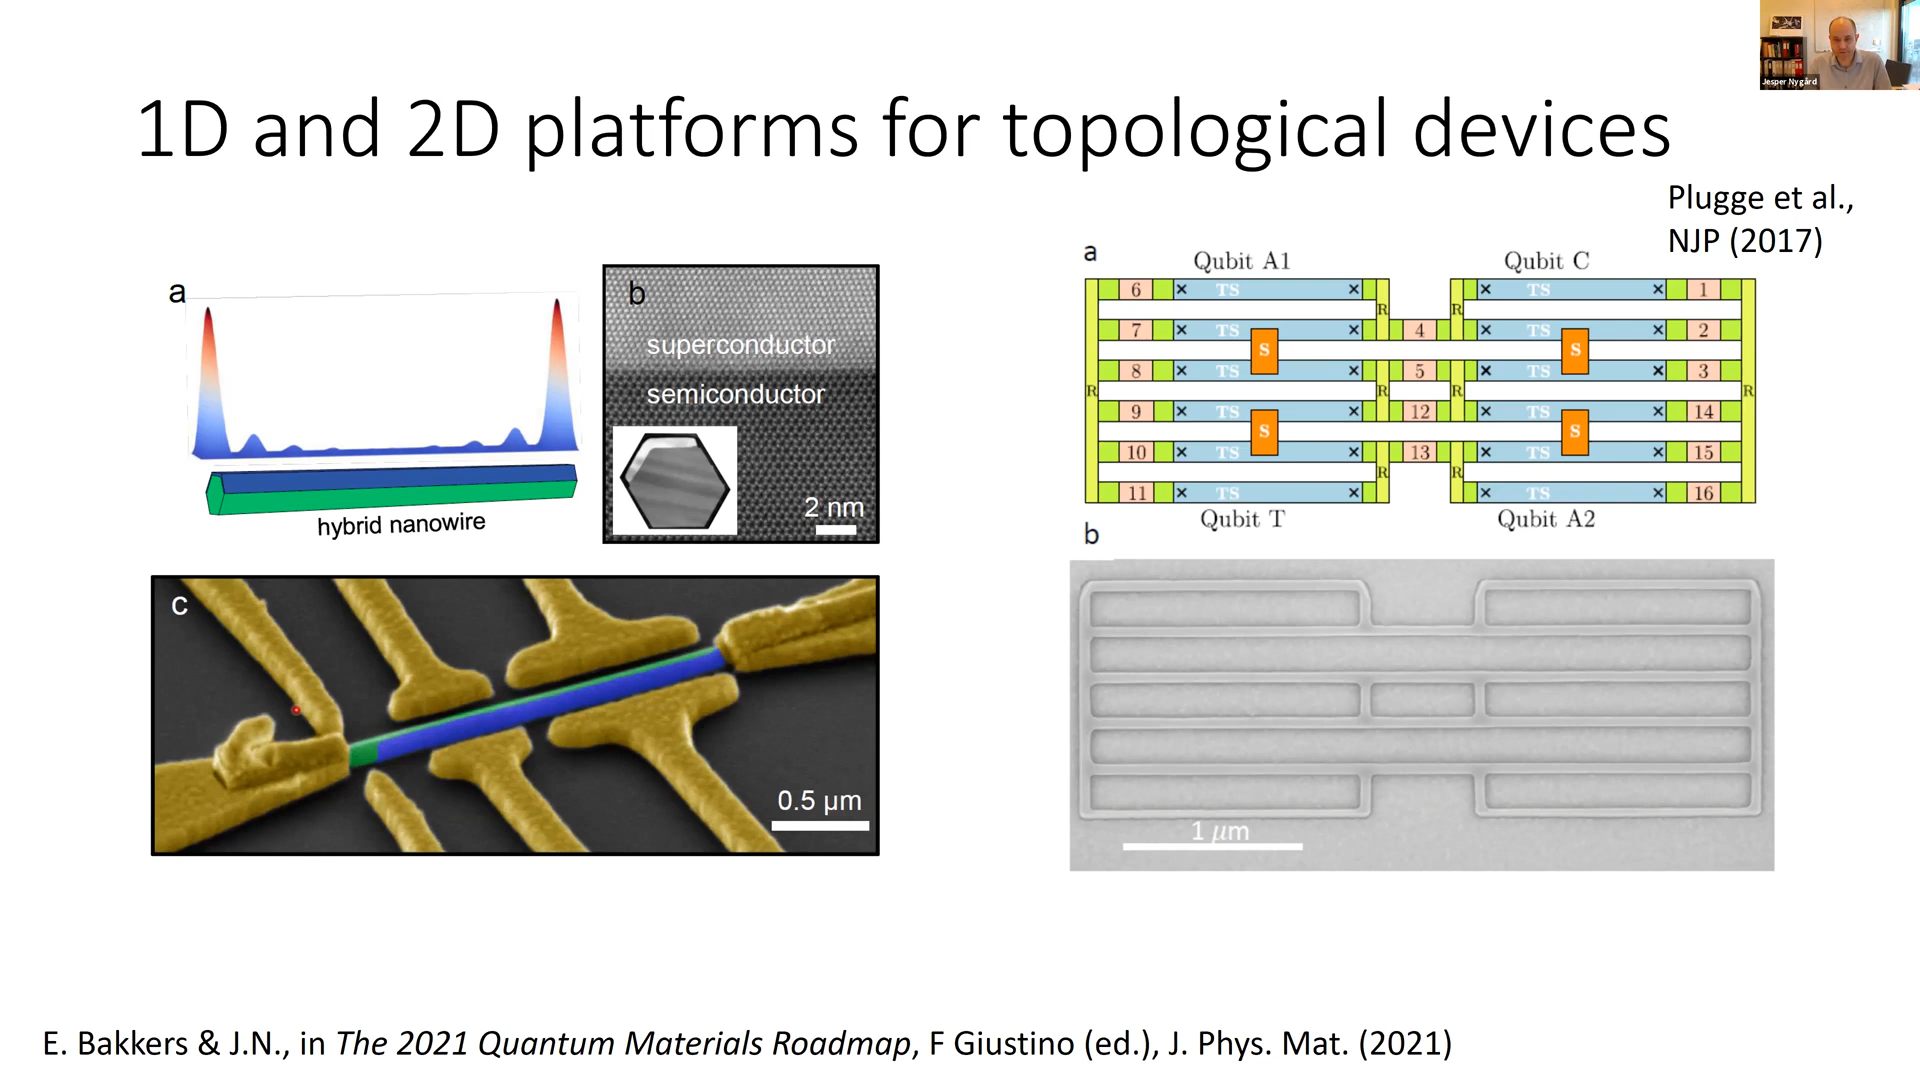 Jesper Nygård
1D and 2D platforms for topological devices
Plugge et al.,
NJP (2017)
a
hybrid nanowire
b
superconductor
semiconductor
2 nm
c
0.5 µm
a
Qubit A1
Qubit C
6 × TS × × TS × 1
R R
7 × TS × 4 × TS × 2
S S
8 × TS × 5 × TS × 3
R R R R
9 × TS × 12 × TS × 14
S S
10 × TS × 13 × TS × 15
R R
11 × TS × × TS × 16
Qubit T
Qubit A2
b
1 µm
E. Bakkers & J.N., in The 2021 Quantum Materials Roadmap, F Giustino (ed.), J. Phys. Mat. (2021)